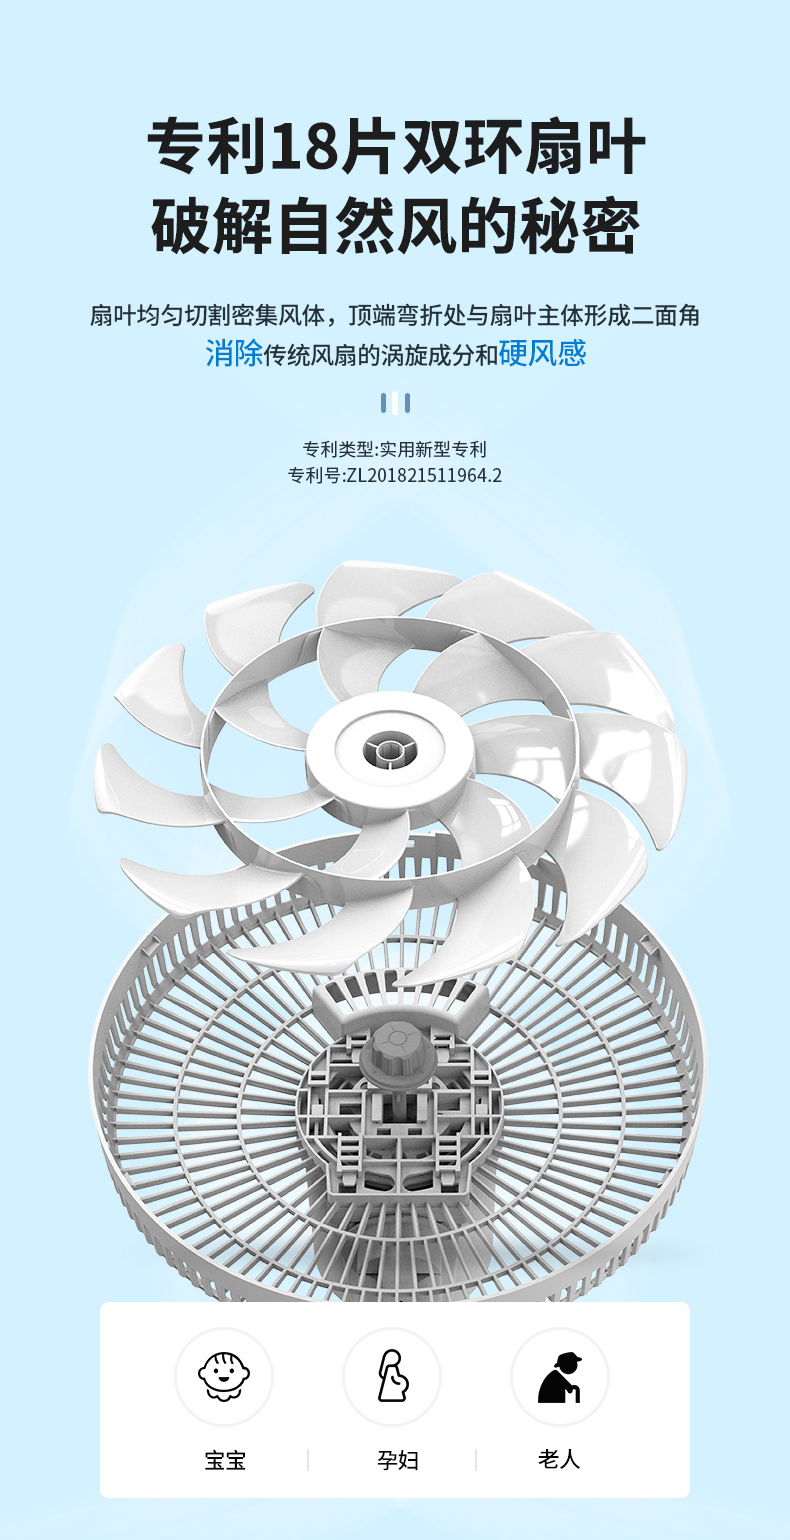 专利18片双环扇叶
破解自然风的秘密
扇叶均匀切割密集风体，顶端弯折处与扇叶主体形成二面角
消除传统风扇的涡旋成分和硬风感
专利类型:实用新型专利
专利号:ZL201821511964.2
宝宝
孕妇
老人